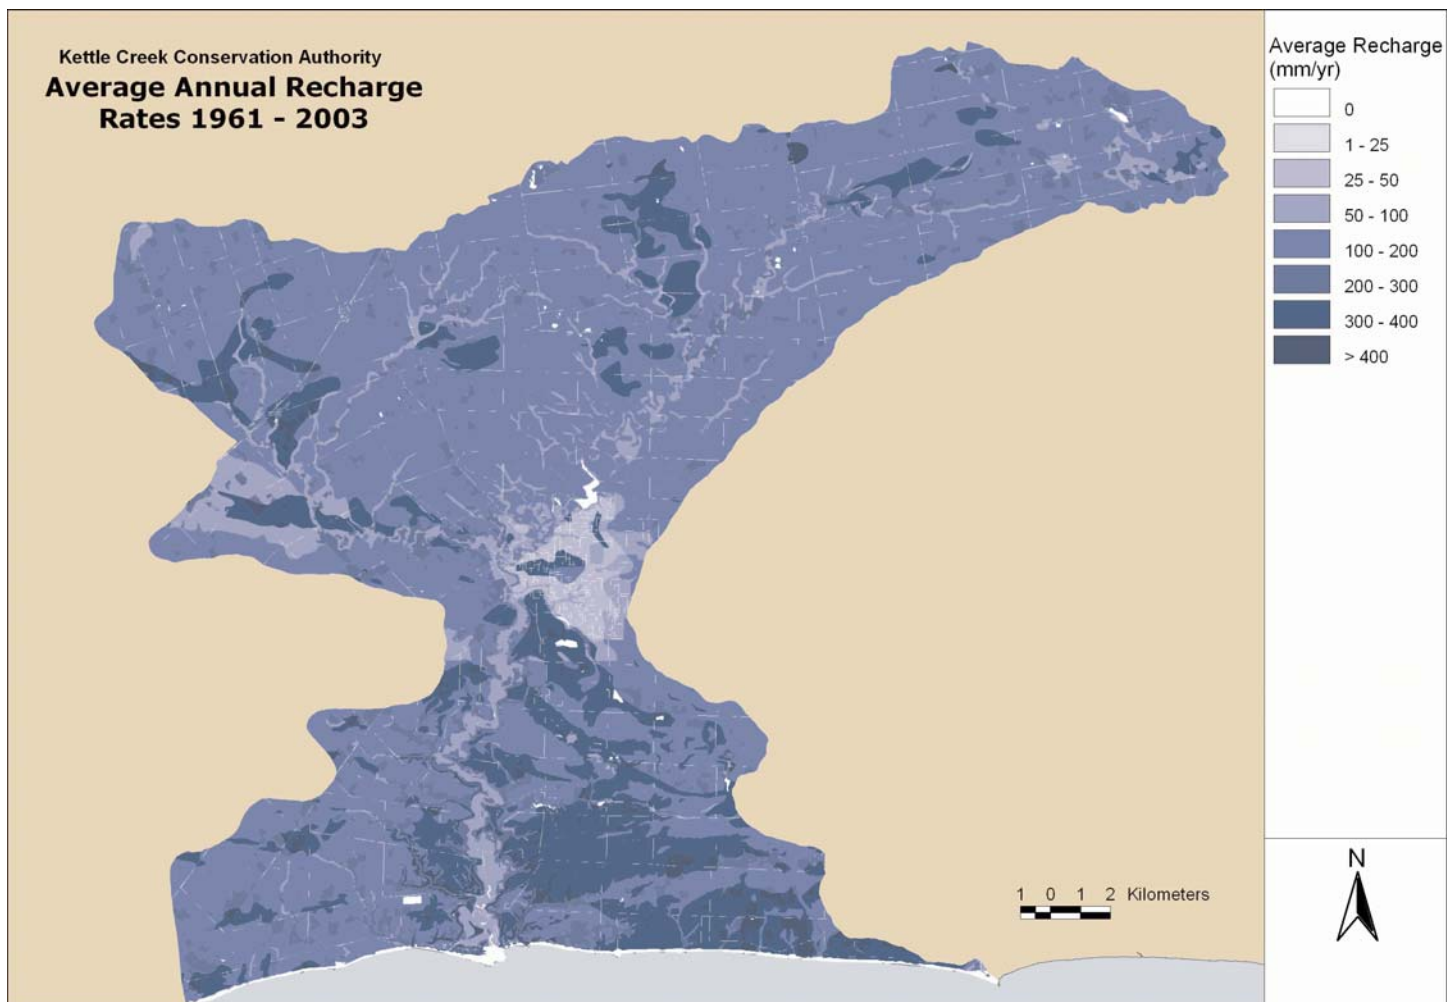 Kettle Creek Conservation Authority
Average Annual Recharge
Rates 1961 - 2003
Average Recharge
(mm/yr)
0
1 - 25
25 - 50
50 - 100
100 - 200
200 - 300
300 - 400
> 400
1 0 1 2 Kilometers
N